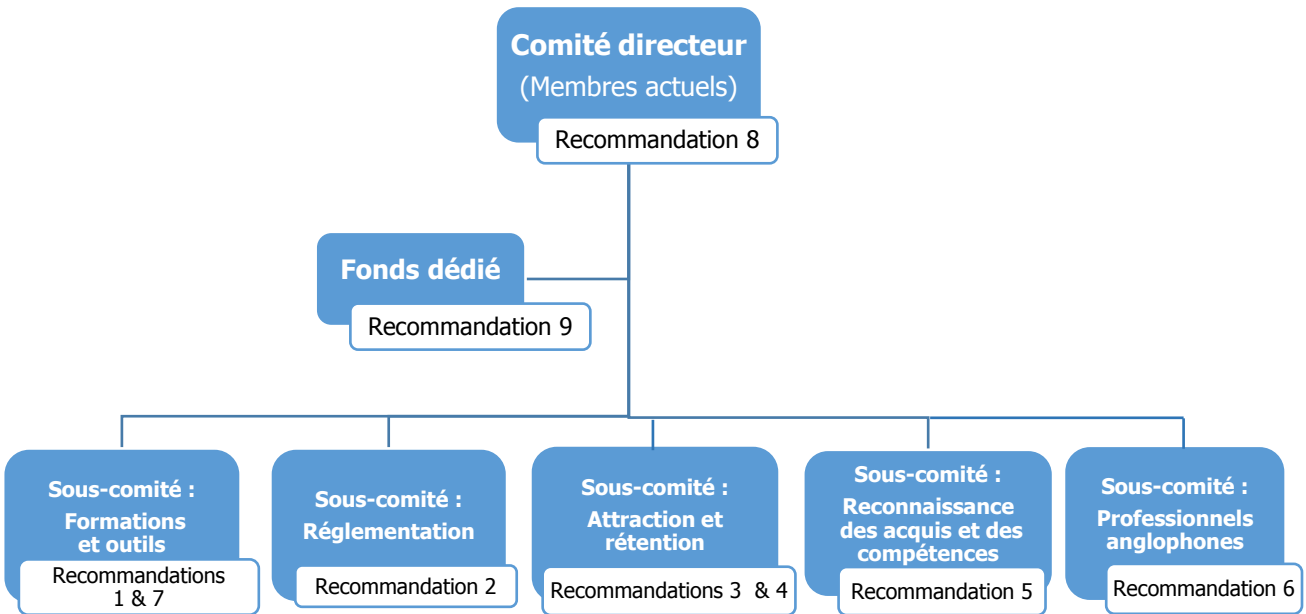 Comité directeur
(Membres actuels)
Recommandation 8
Fonds dédié
Recommandation 9
Sous-comité :
Formations
et outils
Recommandations
1 & 7
Sous-comité :
Réglementation
Recommandation 2
Sous-comité :
Attraction et
rétention
Recommandations 3 & 4
Sous-comité :
Reconnaissance
des acquis et des
compétences
Recommandation 5
Sous-comité :
Professionnels
anglophones
Recommandation 6